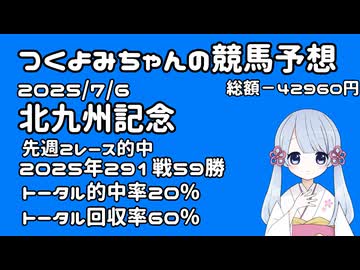 つくよみちゃんの競馬予想
2025/7/6
総額－42960円
北九州記念
先週2レース的中
2025年291戦59勝
トータル的中率20％
トータル回収率60％